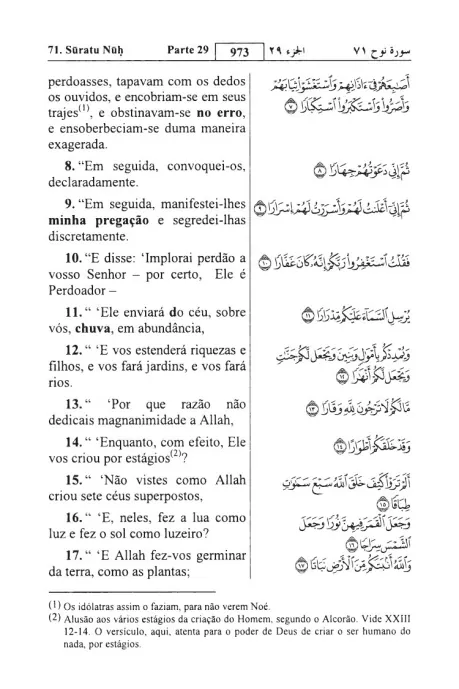 71. Sūratu Nūḥ Parte 29 973 الجزء ٢٩ سورة نوح ٧١
perdoasses, tapavam com os dedos
os ouvidos, e encobriam-se em seus
trajes(1), e obstinavam-se no erro,
e ensoberbeciam-se duma maneira
exagerada.
8. “Em seguida, convoquei-os,
declaradamente.
9. “Em seguida, manifestei-lhes
minha pregação e segredei-lhas
discretamente.
10. “E disse: ‘Implorai perdão a
vosso Senhor – por certo, Ele é
Perdoador –
11. “ ‘Ele enviará do céu, sobre
vós, chuva, em abundância,
12. “ ‘E vos estenderá riquezas e
filhos, e vos fará jardins, e vos fará
rios.
13. “ ‘Por que razão não
dedicais magnanimidade a Allah,
14. “ ‘Enquanto, com efeito, Ele
vos criou por estágios(2)?
15. “ ‘Não vistes como Allah
criou sete céus superpostos,
16. “ ‘E, neles, fez a lua como
luz e fez o sol como luzeiro?
17. “ ‘E Allah fez-vos germinar
da terra, como as plantas;
أَصَٰبِعَهُمْ فِىٓ ءَاذَانِهِمْ وَٱسْتَغْشَوْا۟ ثِيَابَهُمْ
وَأَصَرُّوا۟ وَٱسْتَكْبَرُوا۟ ٱسْتِكْبَارًا ٧
ثُمَّ إِنِّى دَعَوْتُهُمْ جِهَارًا ٨
ثُمَّ إِنِّىٓ أَعْلَنتُ لَهُمْ وَأَسْرَرْتُ لَهُمْ إِسْرَارًا ٩
فَقُلْتُ ٱسْتَغْفِرُوا۟ رَبَّكُمْ إِنَّهُۥ كَانَ غَفَّارًا ١٠
يُرْسِلِ ٱلسَّمَآءَ عَلَيْكُم مِّدْرَارًا ١١
وَيُمْدِدْكُم بِأَمْوَٰلٍ وَبَنِينَ وَيَجْعَل لَّكُمْ جَنَّٰتٍ
وَيَجْعَل لَّكُمْ أَنْهَٰرًا ١٢
مَّا لَكُمْ لَا تَرْجُونَ لِلَّهِ وَقَارًا ١٣
وَقَدْ خَلَقَكُمْ أَطْوَارًا ١٤
أَلَمْ تَرَوْا۟ كَيْفَ خَلَقَ ٱللَّهُ سَبْعَ سَمَٰوَٰتٍ
طِبَاقًا ١٥
وَجَعَلَ ٱلْقَمَرَ فِيهِنَّ نُورًا وَجَعَلَ
ٱلشَّمْسَ سِرَاجًا ١٦
وَٱللَّهُ أَنۢبَتَكُم مِّنَ ٱلْأَرْضِ نَبَاتًا ١٧
(1) Os idólatras assim o faziam, para não verem Noé.
(2) Alusão aos vários estágios da criação do Homem, segundo o Alcorão. Vide XXIII
12-14. O versículo, aqui, atenta para o poder de Deus de criar o ser humano do
nada, por estágios.